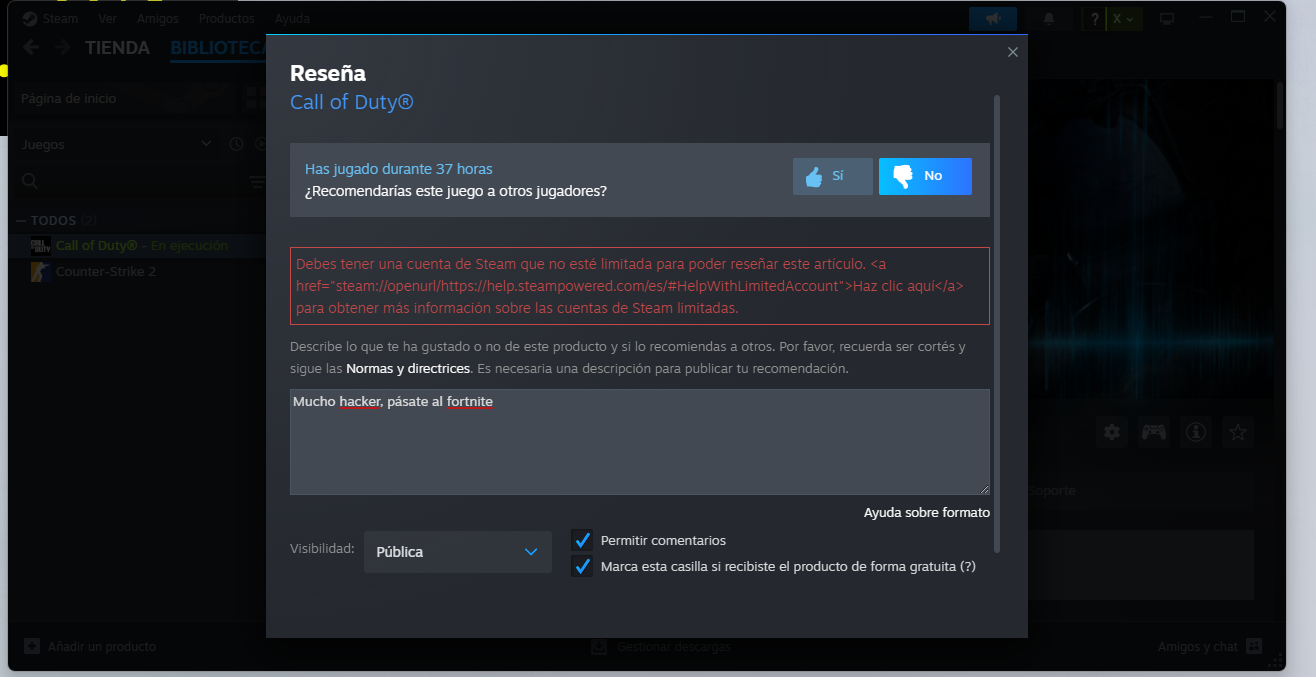 Steam Ver Amigos Productos Ayuda
? X
TIENDA BIBLIOTECA
Página de inicio
Juegos
— TODOS (2)
Call of Duty® - En ejecución
Counter-Strike 2
Reseña
Call of Duty®
Has jugado durante 37 horas
¿Recomendarías este juego a otros jugadores?
Sí
No
Debes tener una cuenta de Steam que no esté limitada para poder reseñar este artículo. <a
href="steam://openurl/https://help.steampowered.com/es/#HelpWithLimitedAccount">Haz clic aquí</a>
para obtener más información sobre las cuentas de Steam limitadas.
Describe lo que te ha gustado o no de este producto y si lo recomiendas a otros. Por favor, recuerda ser cortés y
sigue las Normas y directrices. Es necesaria una descripción para publicar tu recomendación.
Mucho hacker, pásate al fortnite
Ayuda sobre formato
Visibilidad: Pública
Permitir comentarios
Marca esta casilla si recibiste el producto de forma gratuita (?)
Soporte
Añadir un producto
Gestionar descargas
Amigos y chat